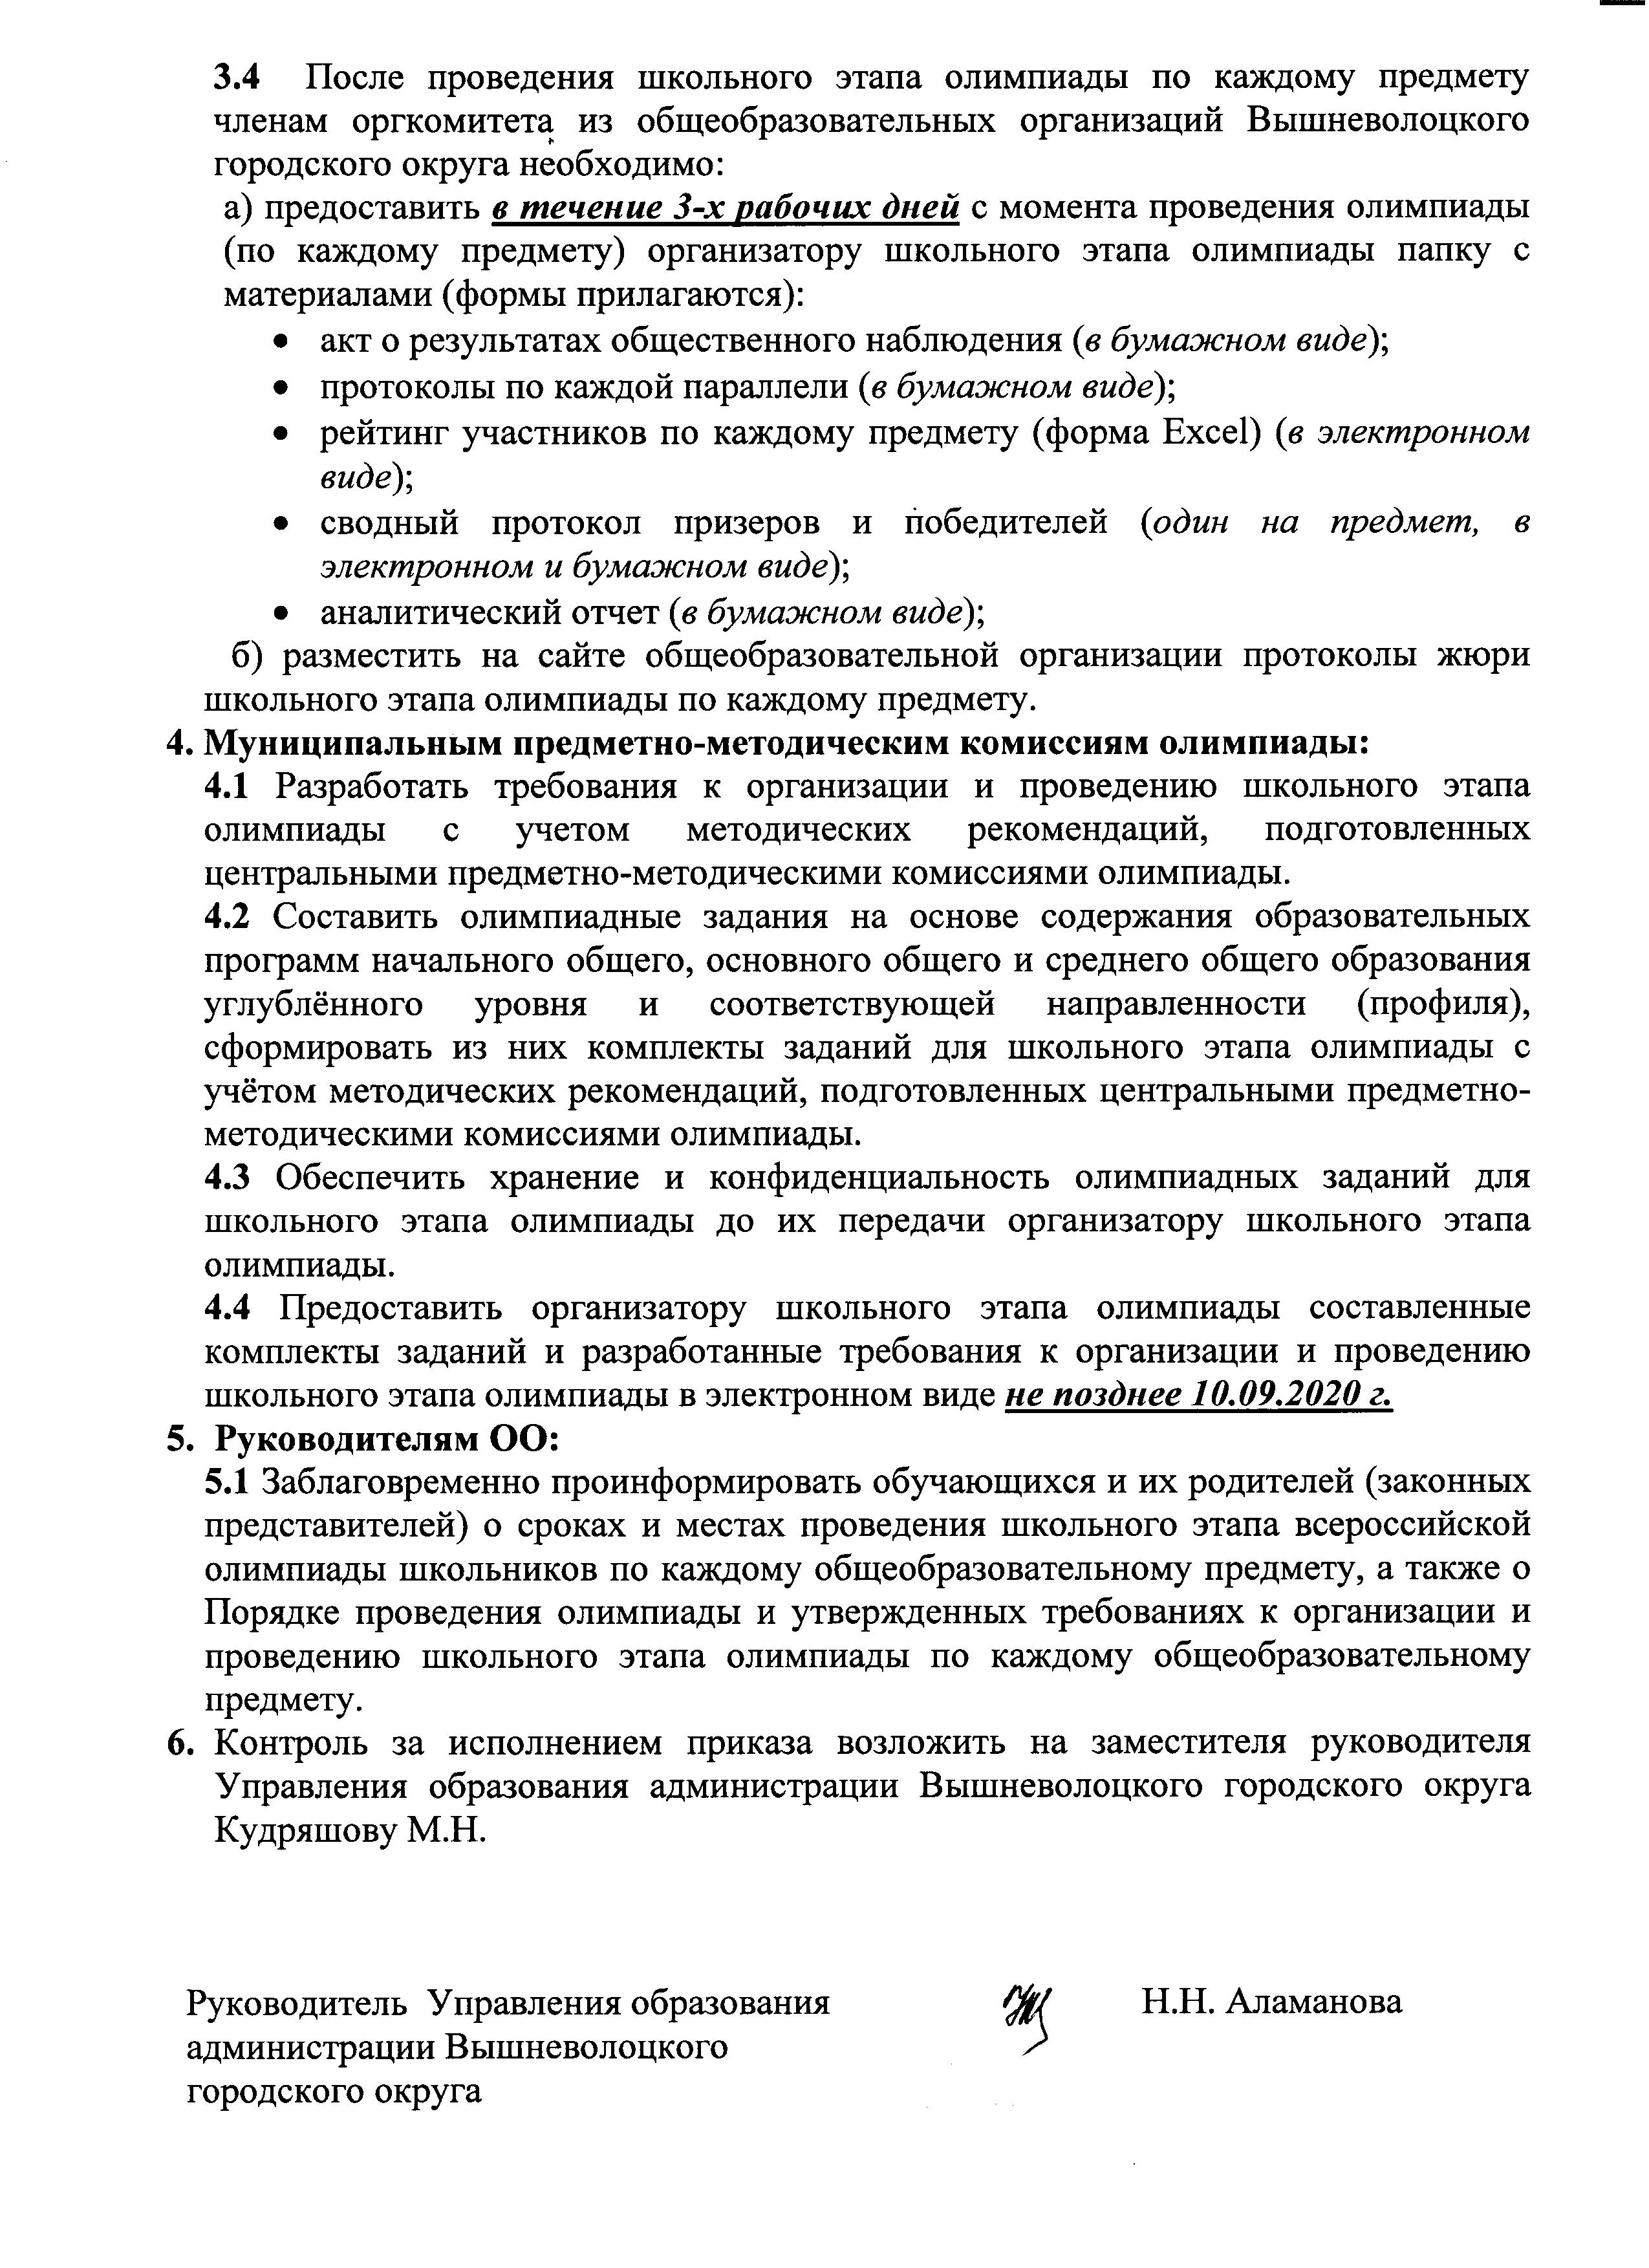 3.4 После проведения школьного этапа олимпиады по каждому предмету
членам оргкомитета из общеобразовательных организаций Вышневолоцкого
городского округа необходимо:
а) предоставить в течение 3-х рабочих дней с момента проведения олимпиады
(по каждому предмету) организатору школьного этапа олимпиады папку с
материалами (формы прилагаются):
• акт о результатах общественного наблюдения (в бумажном виде);
• протоколы по каждой параллели (в бумажном виде);
• рейтинг участников по каждому предмету (форма Excel) (в электронном
виде);
• сводный протокол призеров и победителей (один на предмет, в
электронном и бумажном виде);
• аналитический отчет (в бумажном виде);
б) разместить на сайте общеобразовательной организации протоколы жюри
школьного этапа олимпиады по каждому предмету.
4. Муниципальным предметно-методическим комиссиям олимпиады:
4.1 Разработать требования к организации и проведению школьного этапа
олимпиады с учетом методических рекомендаций, подготовленных
центральными предметно-методическими комиссиями олимпиады.
4.2 Составить олимпиадные задания на основе содержания образовательных
программ начального общего, основного общего и среднего общего образования
углублённого уровня и соответствующей направленности (профиля),
сформировать из них комплекты заданий для школьного этапа олимпиады с
учётом методических рекомендаций, подготовленных центральными предметно-
методическими комиссиями олимпиады.
4.3 Обеспечить хранение и конфиденциальность олимпиадных заданий для
школьного этапа олимпиады до их передачи организатору школьного этапа
олимпиады.
4.4 Предоставить организатору школьного этапа олимпиады составленные
комплекты заданий и разработанные требования к организации и проведению
школьного этапа олимпиады в электронном виде не позднее 10.09.2020 г.
5. Руководителям ОО:
5.1 Заблаговременно проинформировать обучающихся и их родителей (законных
представителей) о сроках и местах проведения школьного этапа всероссийской
олимпиады школьников по каждому общеобразовательному предмету, а также о
Порядке проведения олимпиады и утвержденных требованиях к организации и
проведению школьного этапа олимпиады по каждому общеобразовательному
предмету.
6. Контроль за исполнением приказа возложить на заместителя руководителя
Управления образования администрации Вышневолоцкого городского округа
Кудряшову М.Н.
Руководитель Управления образования Н.Н. Аламанова
администрации Вышневолоцкого
городского округа